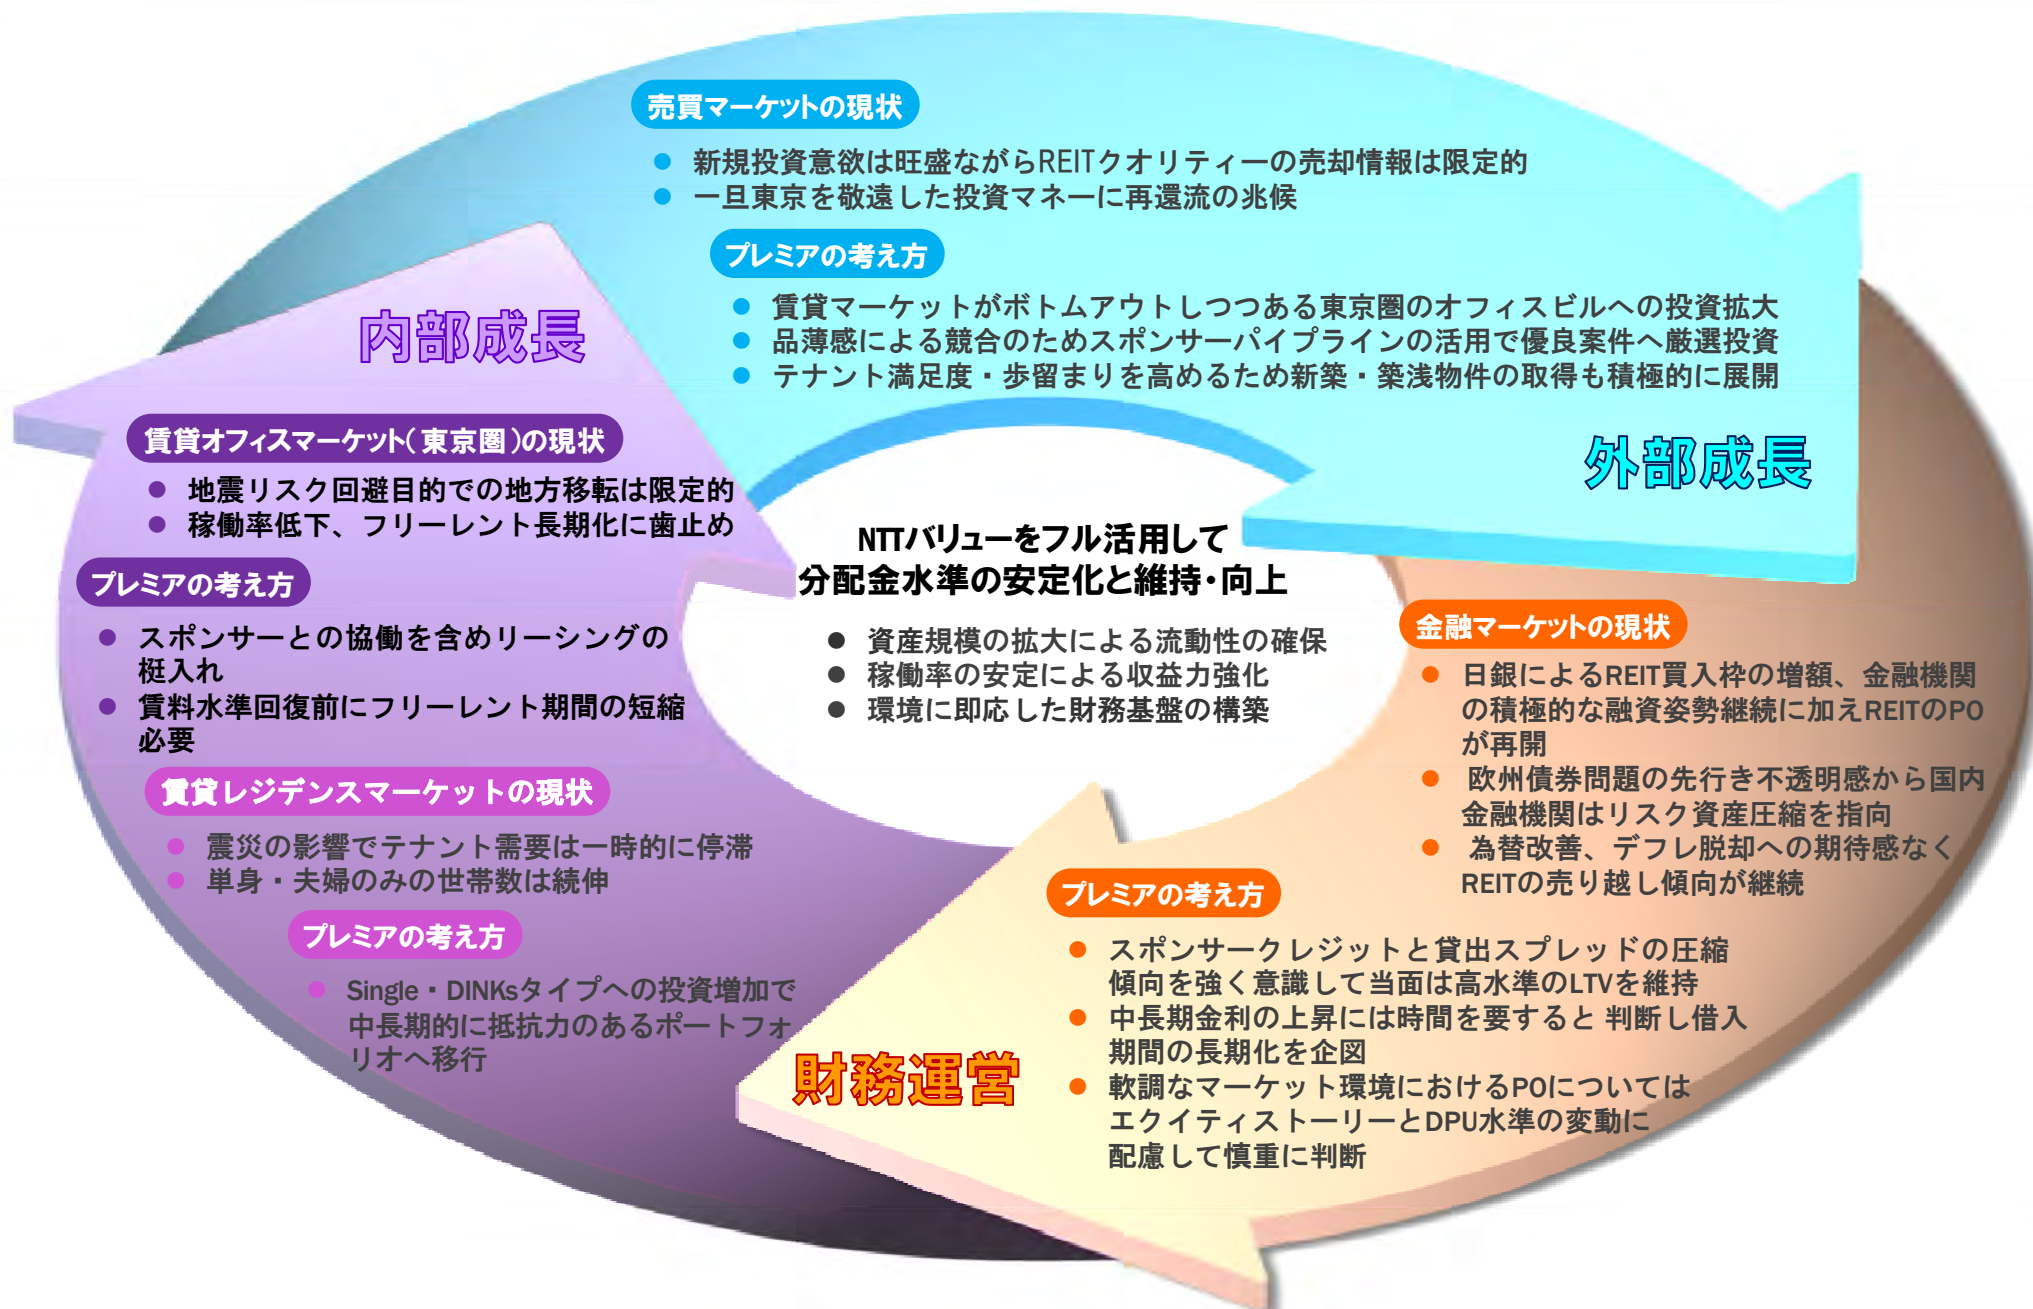 売買マーケットの現状
● 新規投資意欲は旺盛ながらREITクオリティーの売却情報は限定的
● 一旦東京を敬遠した投資マネーに再還流の兆候
プレミアの考え方
● 賃貸マーケットがボトムアウトしつつある東京圏のオフィスビルへの投資拡大
● 品薄感による競合のためスポンサーパイプラインの活用で優良案件へ厳選投資
● テナント満足度・歩留まりを高めるため新築・築浅物件の取得も積極的に展開
外部成長
内部成長
賃貸オフィスマーケット(東京圏)の現状
● 地震リスク回避目的での地方移転は限定的
● 稼働率低下、フリーレント長期化に歯止め
プレミアの考え方
● スポンサーとの協働を含めリーシングの
梃入れ
● 賃料水準回復前にフリーレント期間の短縮
必要
賃貸レジデンスマーケットの現状
● 震災の影響でテナント需要は一時的に停滞
● 単身・夫婦のみの世帯数は続伸
プレミアの考え方
● Single・DINKsタイプへの投資増加で
中長期的に抵抗力のあるポートフォ
リオへ移行
NTTバリューをフル活用して
分配金水準の安定化と維持・向上
● 資産規模の拡大による流動性の確保
● 稼働率の安定による収益力強化
● 環境に即応した財務基盤の構築
金融マーケットの現状
● 日銀によるREIT買入枠の増額、金融機関
の積極的な融資姿勢継続に加えREITのPO
が再開
● 欧州債券問題の先行き不透明感から国内
金融機関はリスク資産圧縮を指向
● 為替改善、デフレ脱却への期待感なく
REITの売り越し傾向が継続
プレミアの考え方
● スポンサークレジットと貸出スプレッドの圧縮
傾向を強く意識して当面は高水準のLTVを維持
● 中長期金利の上昇には時間を要すると 判断し借入
期間の長期化を企図
● 軟調なマーケット環境におけるPOについては
エクイティストーリーとDPU水準の変動に
配慮して慎重に判断
財務運営